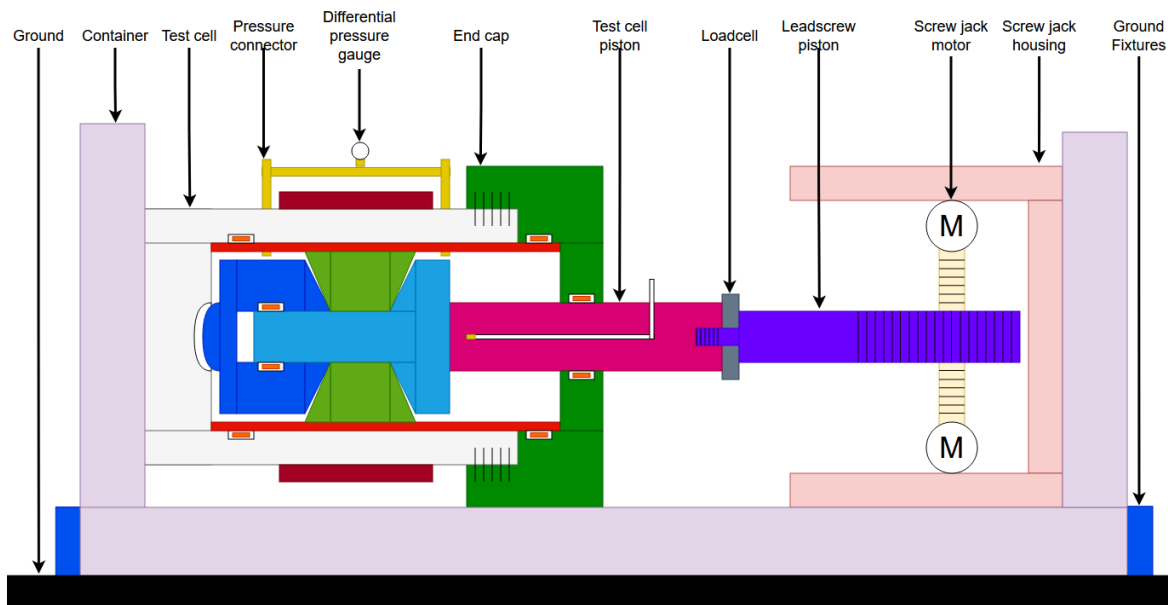 Ground
Container
Test cell
Pressure
connector
Differential
pressure
gauge
End cap
Test cell
piston
Loadcell
Leadscrew
piston
Screw jack
motor
Screw jack
housing
Ground
Fixtures
M
M